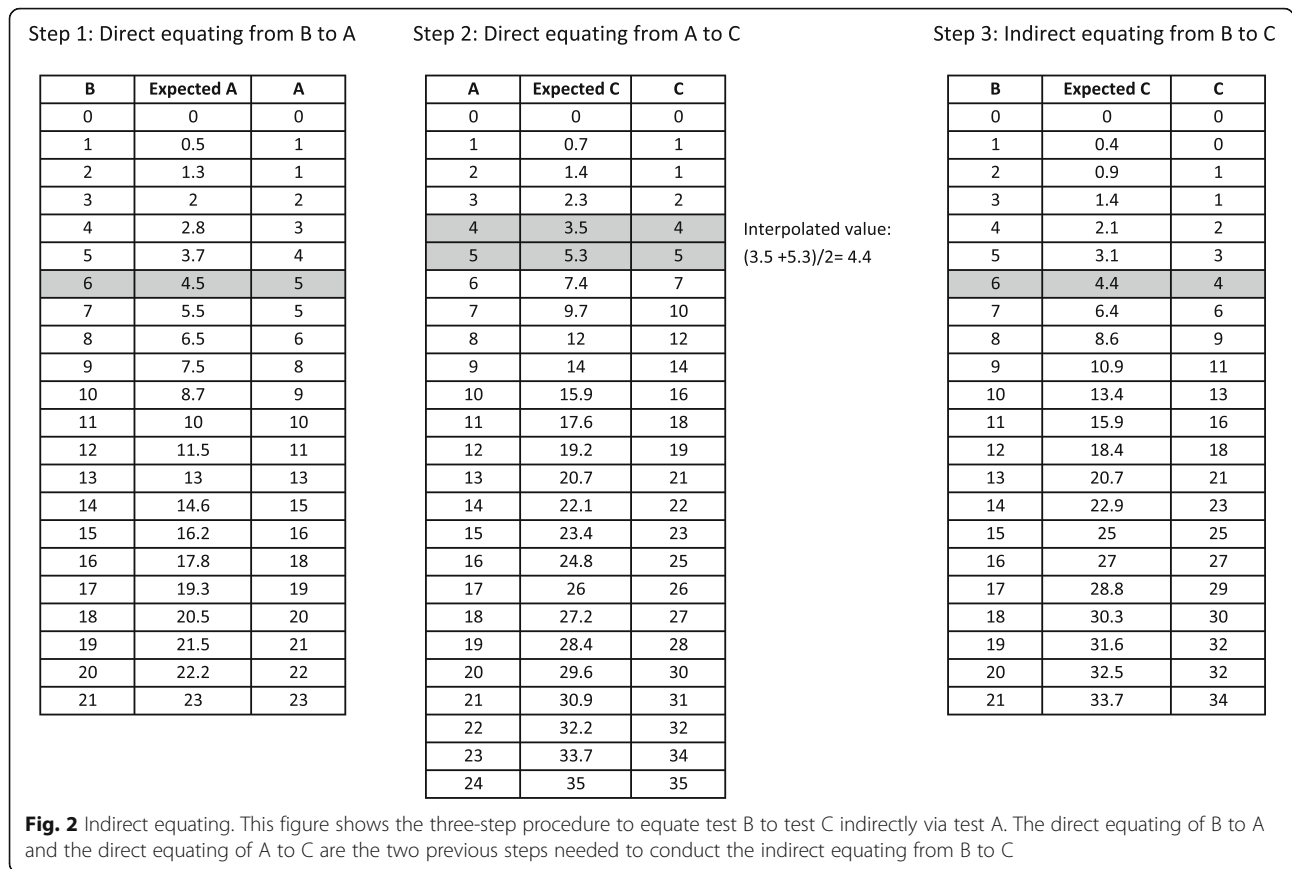 Step 1: Direct equating from B to A
B Expected A A
0 0 0
1 0.5 1
2 1.3 1
3 2 2
4 2.8 3
5 3.7 4
6 4.5 5
7 5.5 5
8 6.5 6
9 7.5 8
10 8.7 9
11 10 10
12 11.5 11
13 13 13
14 14.6 15
15 16.2 16
16 17.8 18
17 19.3 19
18 20.5 20
19 21.5 21
20 22.2 22
21 23 23
Step 2: Direct equating from A to C
A Expected C C
0 0 0
1 0.7 1
2 1.4 1
3 2.3 2
4 3.5 4
5 5.3 5
6 7.4 7
7 9.7 10
8 12 12
9 14 14
10 15.9 16
11 17.6 18
12 19.2 19
13 20.7 21
14 22.1 22
15 23.4 23
16 24.8 25
17 26 26
18 27.2 27
19 28.4 28
20 29.6 30
21 30.9 31
22 32.2 32
23 33.7 34
24 35 35
Interpolated value:
(3.5 +5.3)/2= 4.4
Step 3: Indirect equating from B to C
B Expected C C
0 0 0
1 0.4 0
2 0.9 1
3 1.4 1
4 2.1 2
5 3.1 3
6 4.4 4
7 6.4 6
8 8.6 9
9 10.9 11
10 13.4 13
11 15.9 16
12 18.4 18
13 20.7 21
14 22.9 23
15 25 25
16 27 27
17 28.8 29
18 30.3 30
19 31.6 32
20 32.5 32
21 33.7 34
Fig. 2 Indirect equating. This figure shows the three-step procedure to equate test B to test C indirectly via test A. The direct equating of B to A
and the direct equating of A to C are the two previous steps needed to conduct the indirect equating from B to C